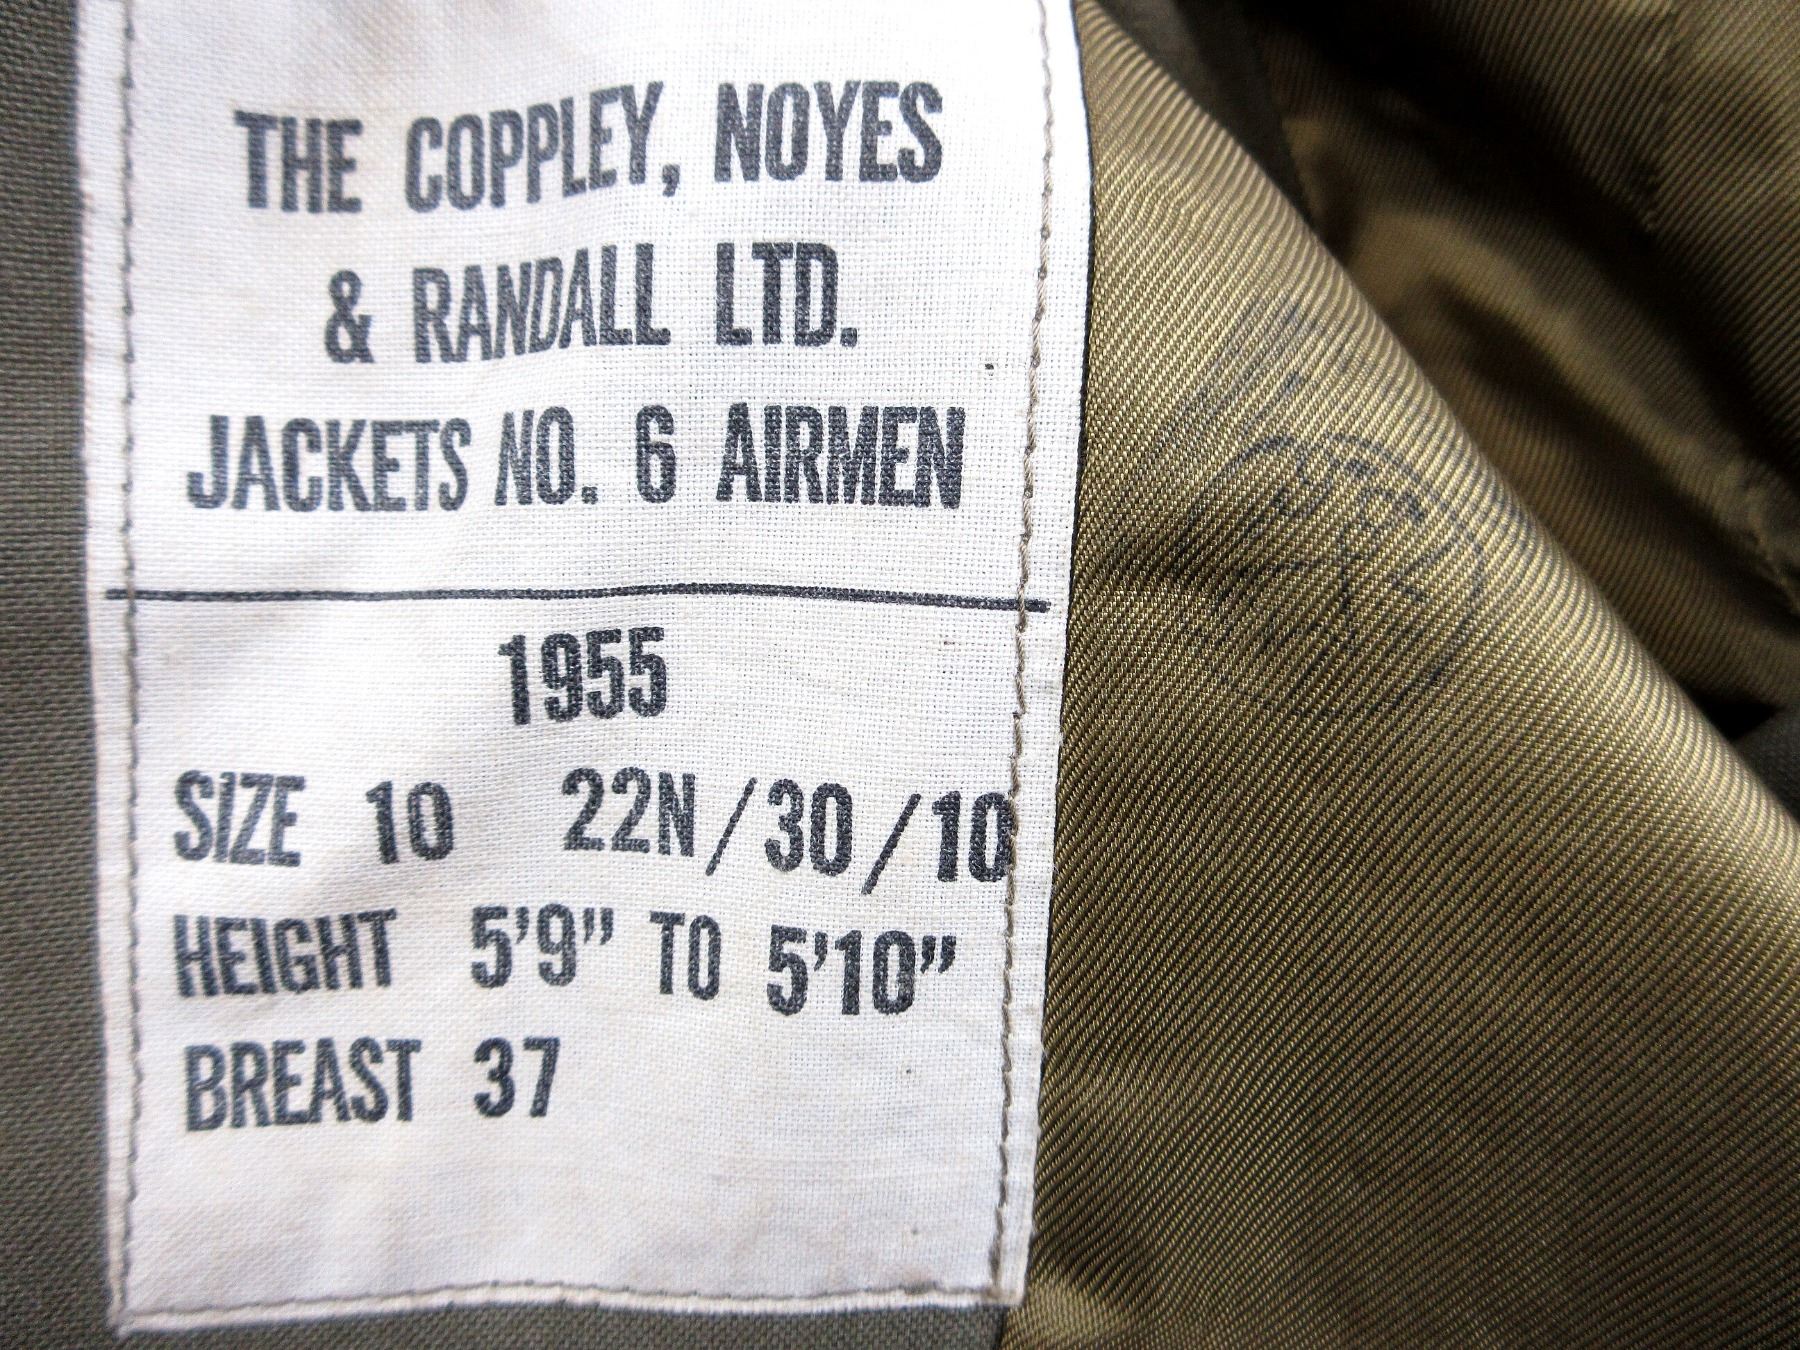 THE COPPLEY, NOYES
& RANDALL LTD.
JACKETS NO. 6 AIRMEN
1955
SIZE 10 22N/30/10
HEIGHT 5'9" TO 5'10"
BREAST 37